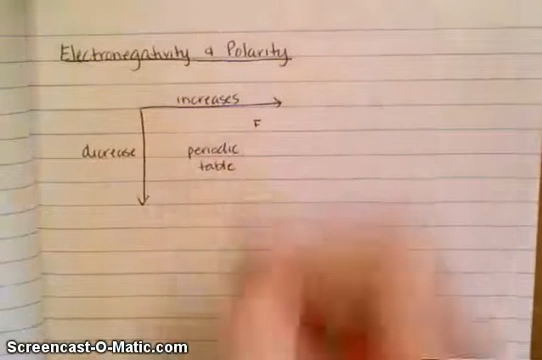 Electronegativity & Polarity
increases
F
decrease
periodic
table
Screencast-O-Matic.com